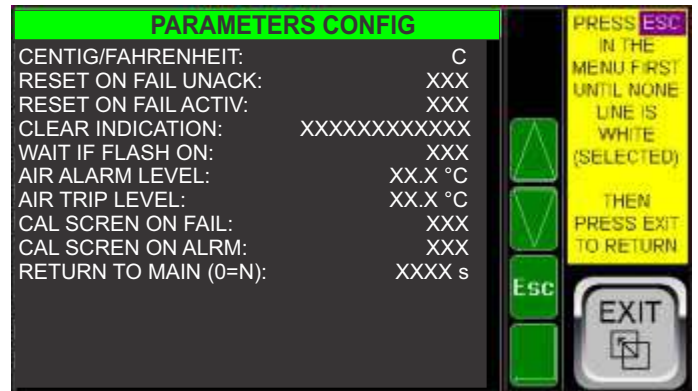 PARAMETERS CONFIG
CENTIG/FAHRENHEIT: C
RESET ON FAIL UNACK: XXX
RESET ON FAIL ACTIV: XXX
CLEAR INDICATION: XXXXXXXXXXXX
WAIT IF FLASH ON: XXX
AIR ALARM LEVEL: XX.X °C
AIR TRIP LEVEL: XX.X °C
CAL SCREN ON FAIL: XXX
CAL SCREN ON ALRM: XXX
RETURN TO MAIN (0=N): XXXX s
Esc
PRESS ESC
IN THE
MENU FIRST
UNTIL NONE
LINE IS
WHITE
(SELECTED)
THEN
PRESS EXIT
TO RETURN
EXIT